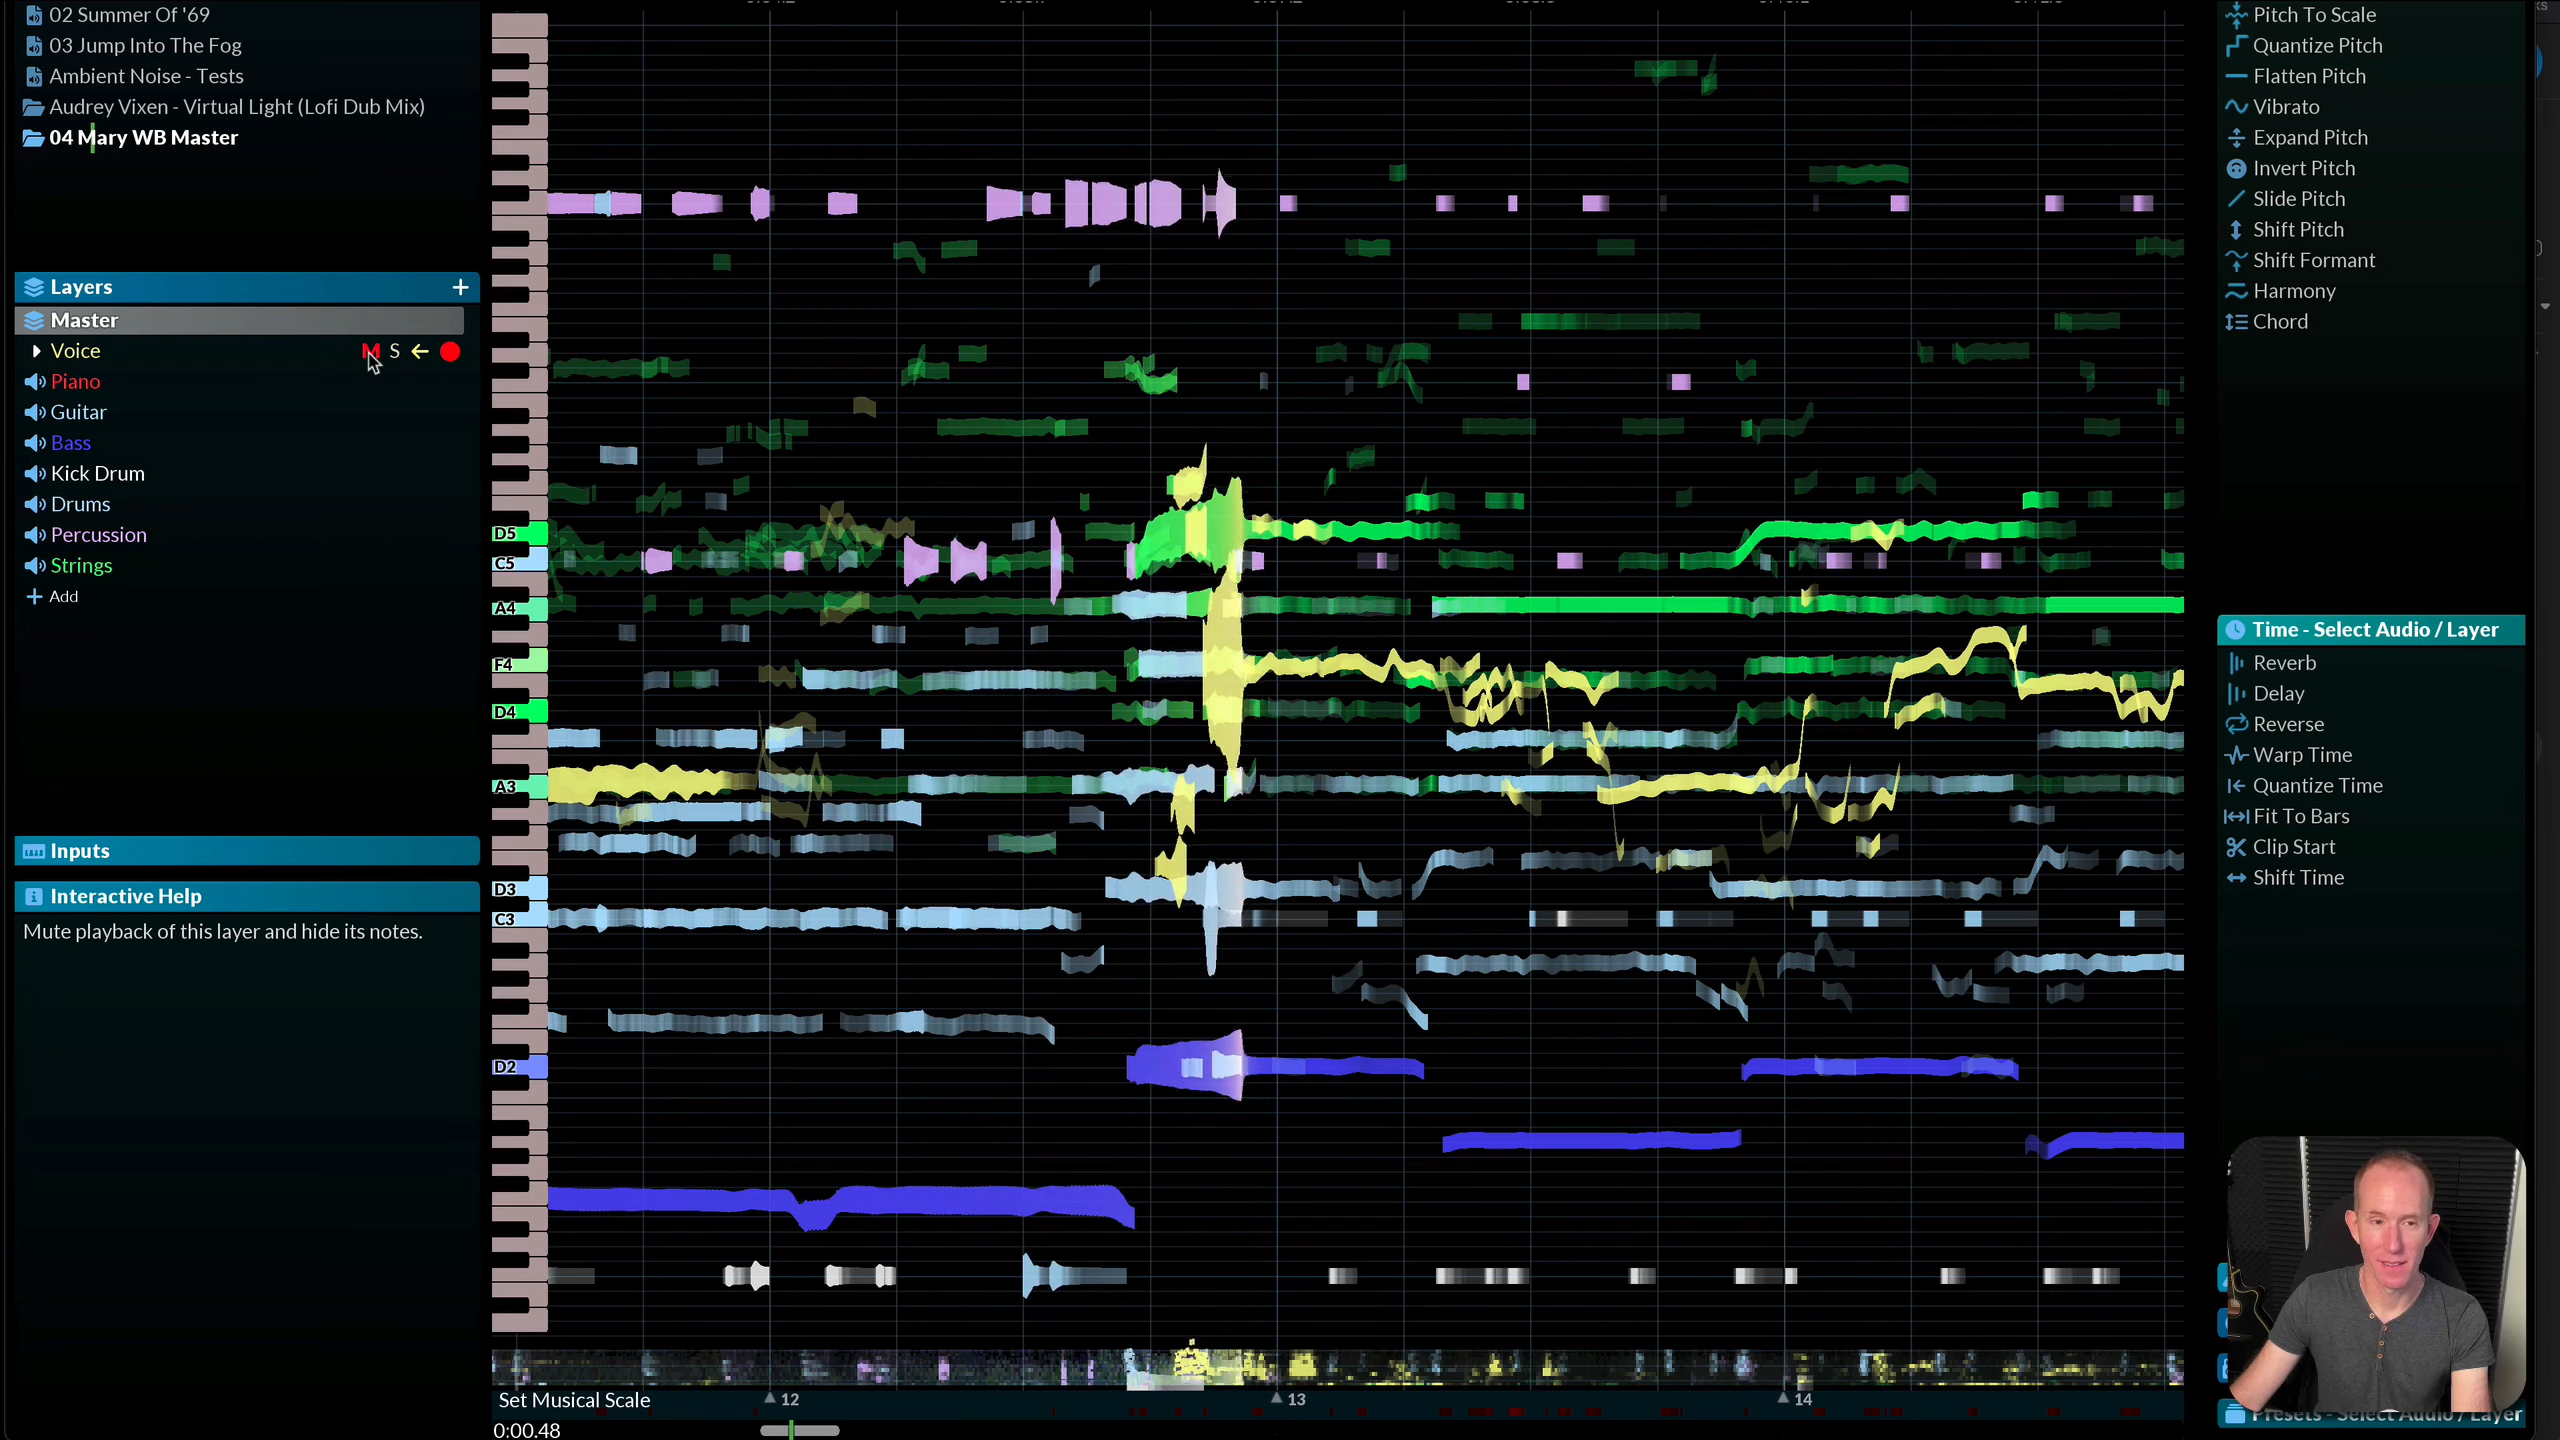 02 Summer Of '69
03 Jump Into The Fog
Ambient Noise - Tests
Audrey Vixen - Virtual Light (Lofi Dub Mix)
04 Mary WB Master
Layers
Master
Voice M S
Piano
Guitar
Bass
Kick Drum
Drums
Percussion
Strings
Add
Inputs
Interactive Help
Mute playback of this layer and hide its notes.
D5
C5
A4
F4
D4
A3
D3
C3
D2
Set Musical Scale
12
13
14
0:00.48
Pitch To Scale
Quantize Pitch
Flatten Pitch
Vibrato
Expand Pitch
Invert Pitch
Slide Pitch
Shift Pitch
Shift Formant
Harmony
Chord
Time - Select Audio / Layer
Reverb
Delay
Reverse
Warp Time
Quantize Time
Fit To Bars
Clip Start
Shift Time
Presets - Select Audio / Layer